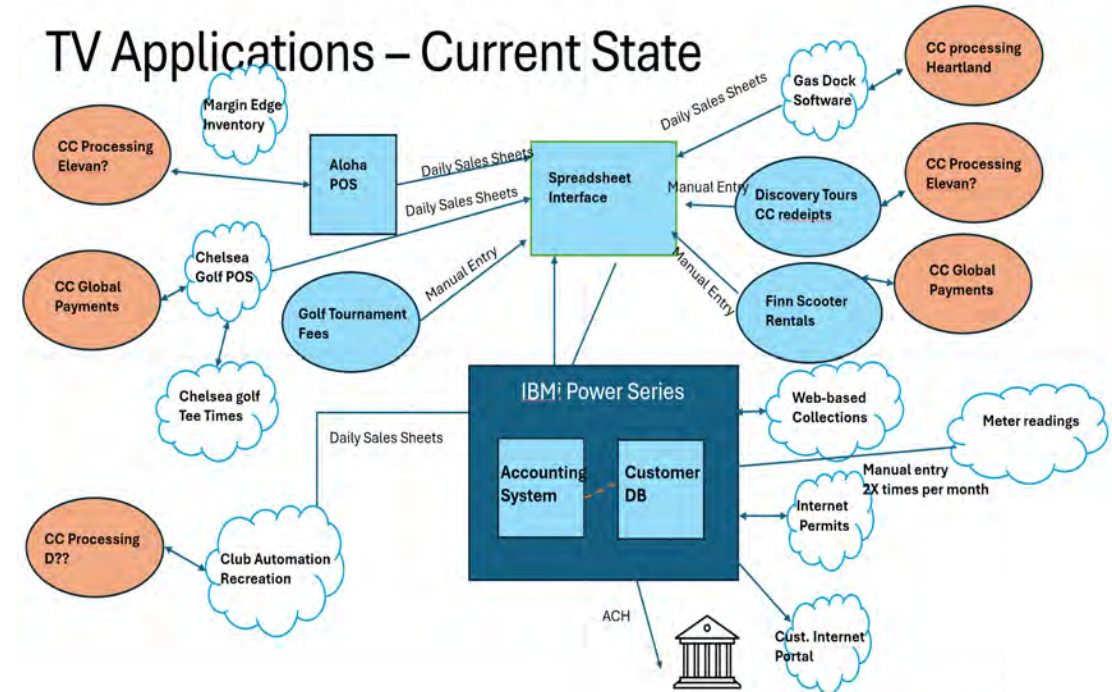 TV Applications – Current State
Margin Edge
Inventory
CC Processing
Elevan?
Aloha
POS
Daily Sales Sheets
Daily Sales Sheets
Spreadsheet
Interface
Daily Sales Sheets
Gas Dock
Software
CC processing
Heartland
Manual Entry
Discovery Tours
CC redeipts
CC Processing
Elevan?
Chelsea
Golf POS
CC Global
Payments
Manual Entry
Golf Tournament
Fees
Manual Entry
Finn Scooter
Rentals
CC Global
Payments
Chelsea golf
Tee Times
IBMi Power Series
Accounting
System
Customer
DB
Web-based
Collections
Meter readings
Manual entry
2X times per month
Internet
Permits
Daily Sales Sheets
CC Processing
D??
Club Automation
Recreation
ACH
Cust. Internet
Portal